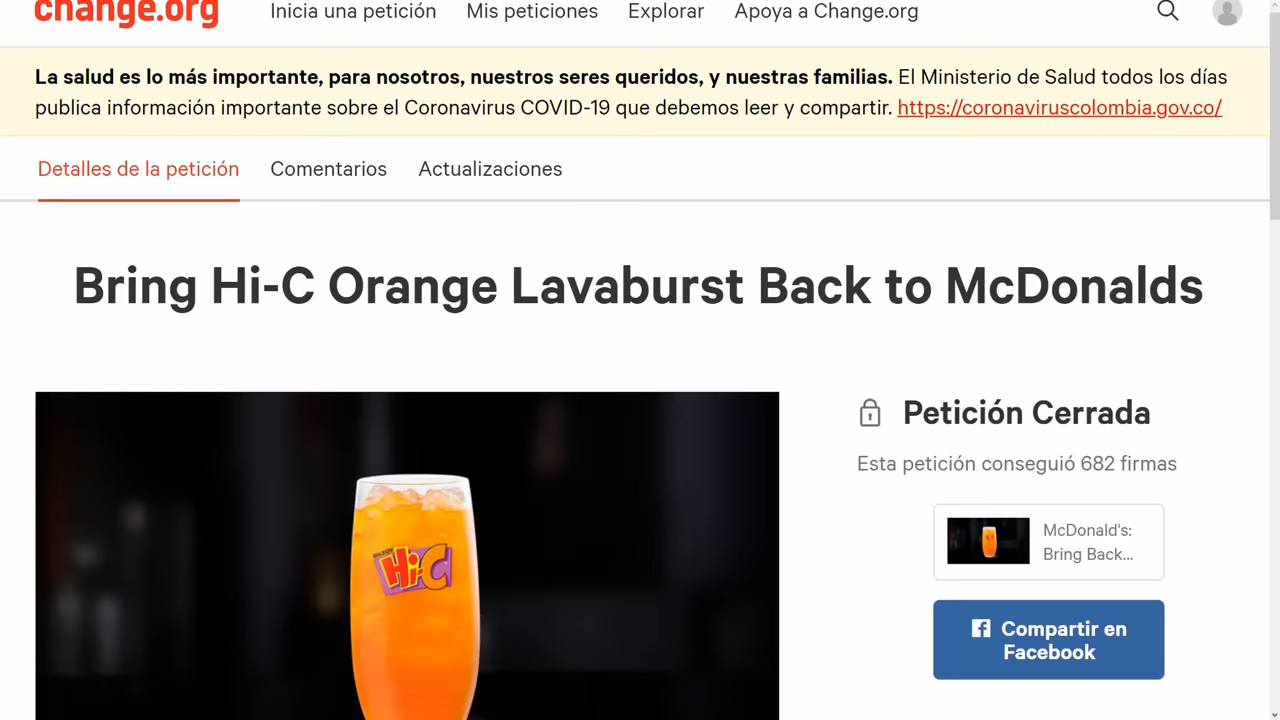 change.org
Inicia una petición Mis peticiones Explorar Apoya a Change.org
La salud es lo más importante, para nosotros, nuestros seres queridos, y nuestras familias. El Ministerio de Salud todos los días
publica información importante sobre el Coronavirus COVID-19 que debemos leer y compartir. https://coronaviruscolombia.gov.co/
Detalles de la petición Comentarios Actualizaciones
Bring Hi-C Orange Lavaburst Back to McDonalds
ENJOY
Hi-C
Petición Cerrada
Esta petición conseguió 682 firmas
McDonald's:
Bring Back...
Compartir en
Facebook